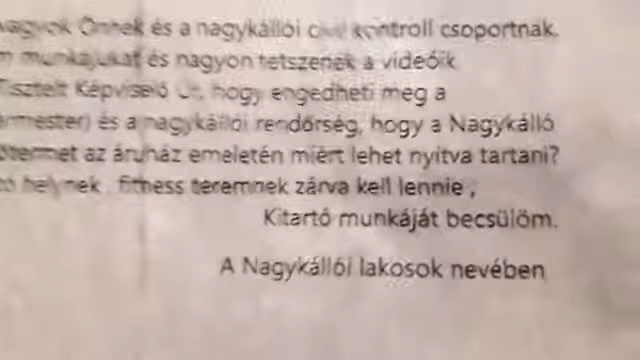 vagyok Önnek és a nagykállói civil kontroll csoportnak.
munkájukat és nagyon tetszenek a videóik
Tisztelt Képviselő Úr, hogy engedheti meg a
ármester) és a nagykállói rendőrség, hogy a Nagykálló
őtermet az áruház emeletén miért lehet nyitva tartani?
helynek, fitness teremnek zárva kell lennie,
Kitartó munkáját becsülöm.
A Nagykállói lakosok nevében